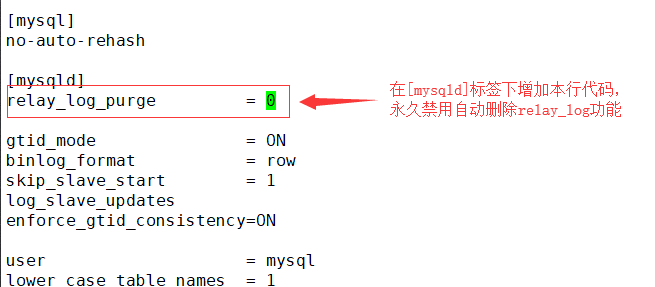 [mysql]
no-auto-rehash
[mysqld]
relay_log_purge = 0
在[mysqld]标签下增加本行代码，
永久禁用自动删除relay_log功能
gtid_mode = ON
binlog_format = row
skip_slave_start = 1
log_slave_updates
enforce_gtid_consistency=ON
user = mysql
lower_case_table_names = 1